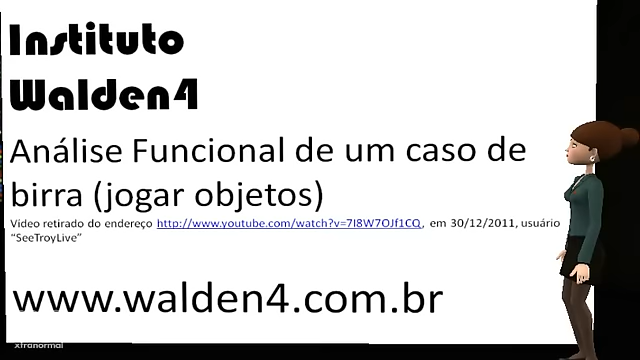 Instituto
Walden4
Análise Funcional de um caso de
birra (jogar objetos)
Vídeo retirado do endereço http://www.youtube.com/watch?v=7I8W7OJf1CQ, em 30/12/2011, usuário
“SeeTroyLive”
www.walden4.com.br
xtranormal